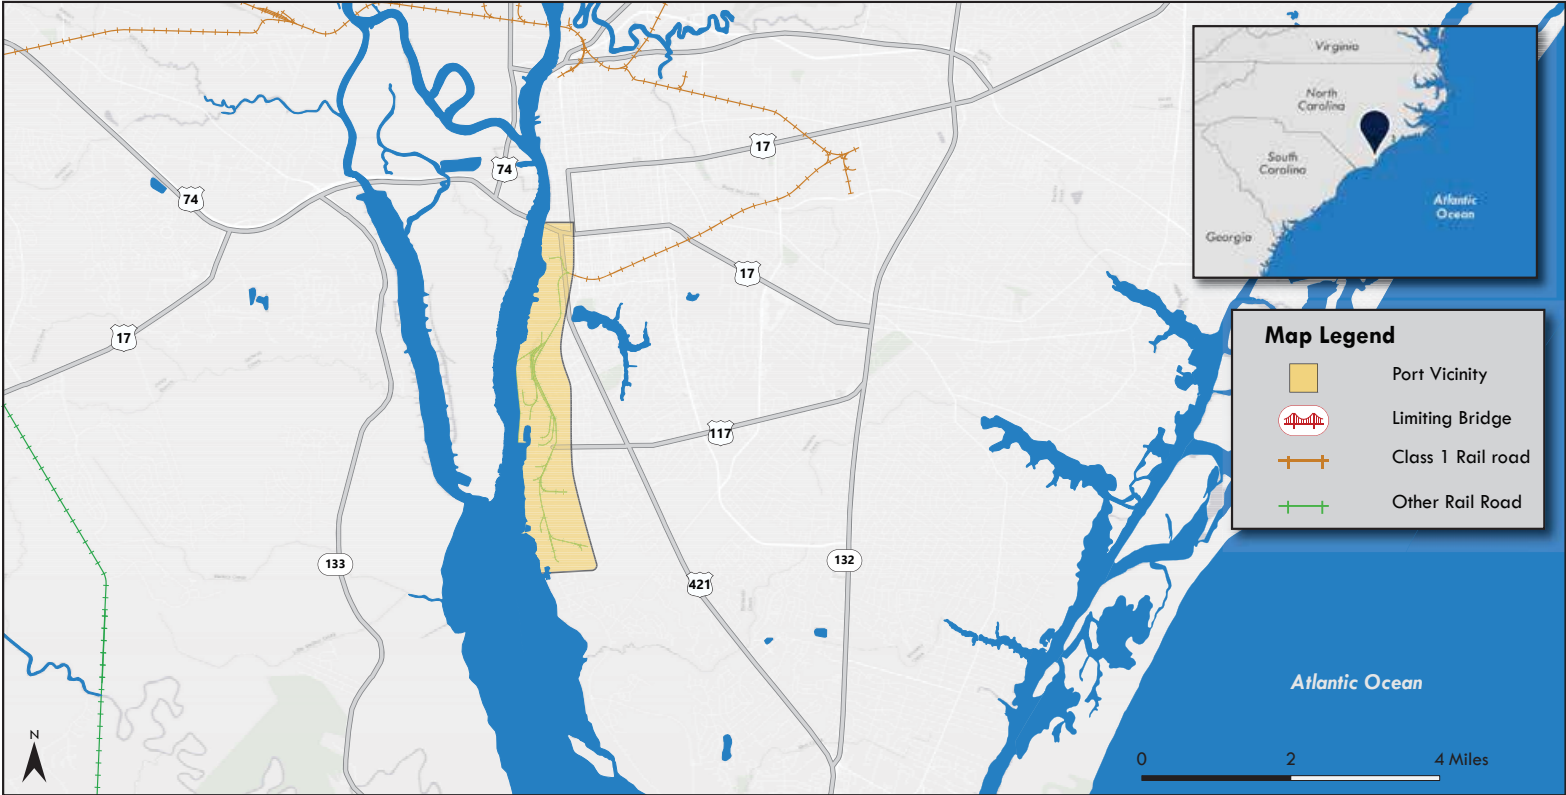 Virginia
North
Carolina
South
Carolina
Georgia
Atlantic
Ocean
Map Legend
Port Vicinity
Limiting Bridge
Class 1 Rail road
Other Rail Road
74
74
17
17
17
117
133
132
421
Atlantic Ocean
N
0 2 4 Miles